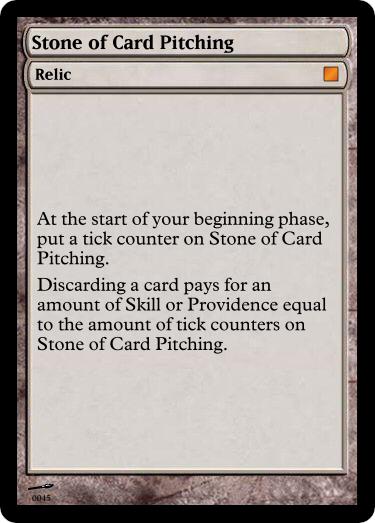 Stone of Card Pitching
Relic
At the start of your beginning phase,
put a tick counter on Stone of Card
Pitching.
Discarding a card pays for an
amount of Skill or Providence equal
to the amount of tick counters on
Stone of Card Pitching.
0045